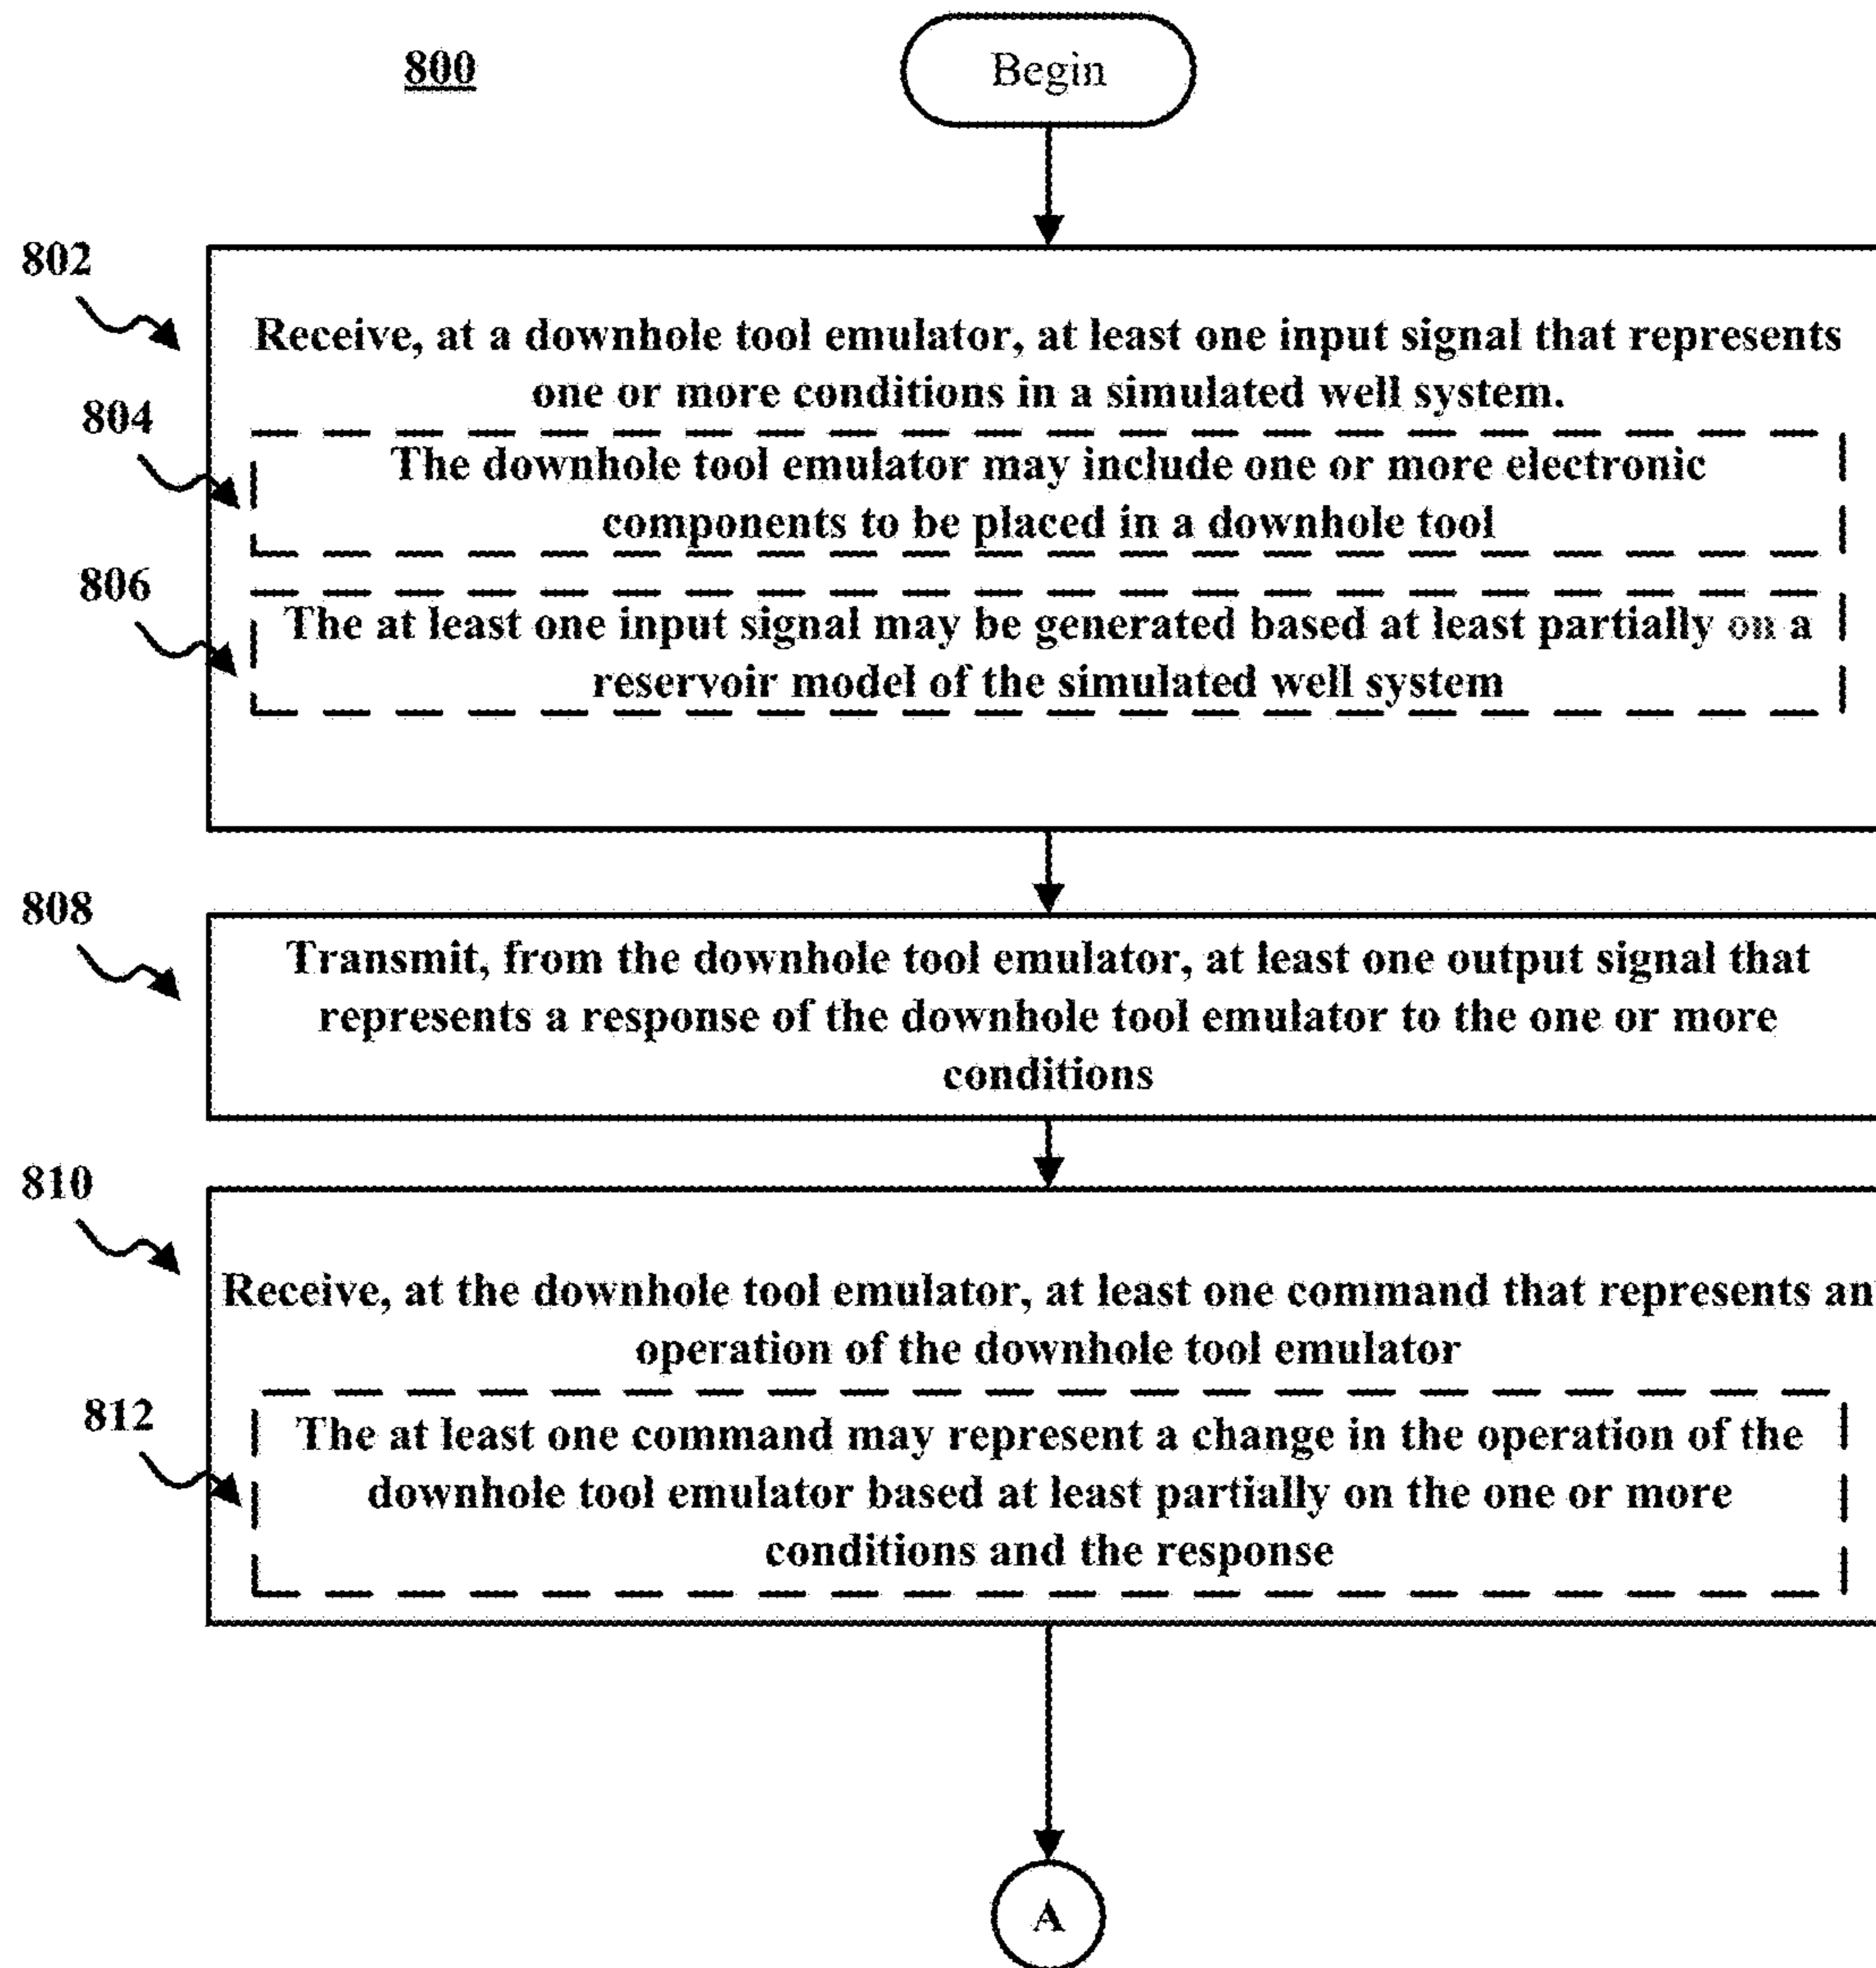 800
Begin
802
Receive, at a downhole tool emulator, at least one input signal that represents
one or more conditions in a simulated well system.
804
The downhole tool emulator may include one or more electronic
components to be placed in a downhole tool
806
The at least one input signal may be generated based at least partially on a
reservoir model of the simulated well system
808
Transmit, from the downhole tool emulator, at least one output signal that
represents a response of the downhole tool emulator to the one or more
conditions
810
Receive, at the downhole tool emulator, at least one command that represents an
operation of the downhole tool emulator
812
The at least one command may represent a change in the operation of the
downhole tool emulator based at least partially on the one or more
conditions and the response
A